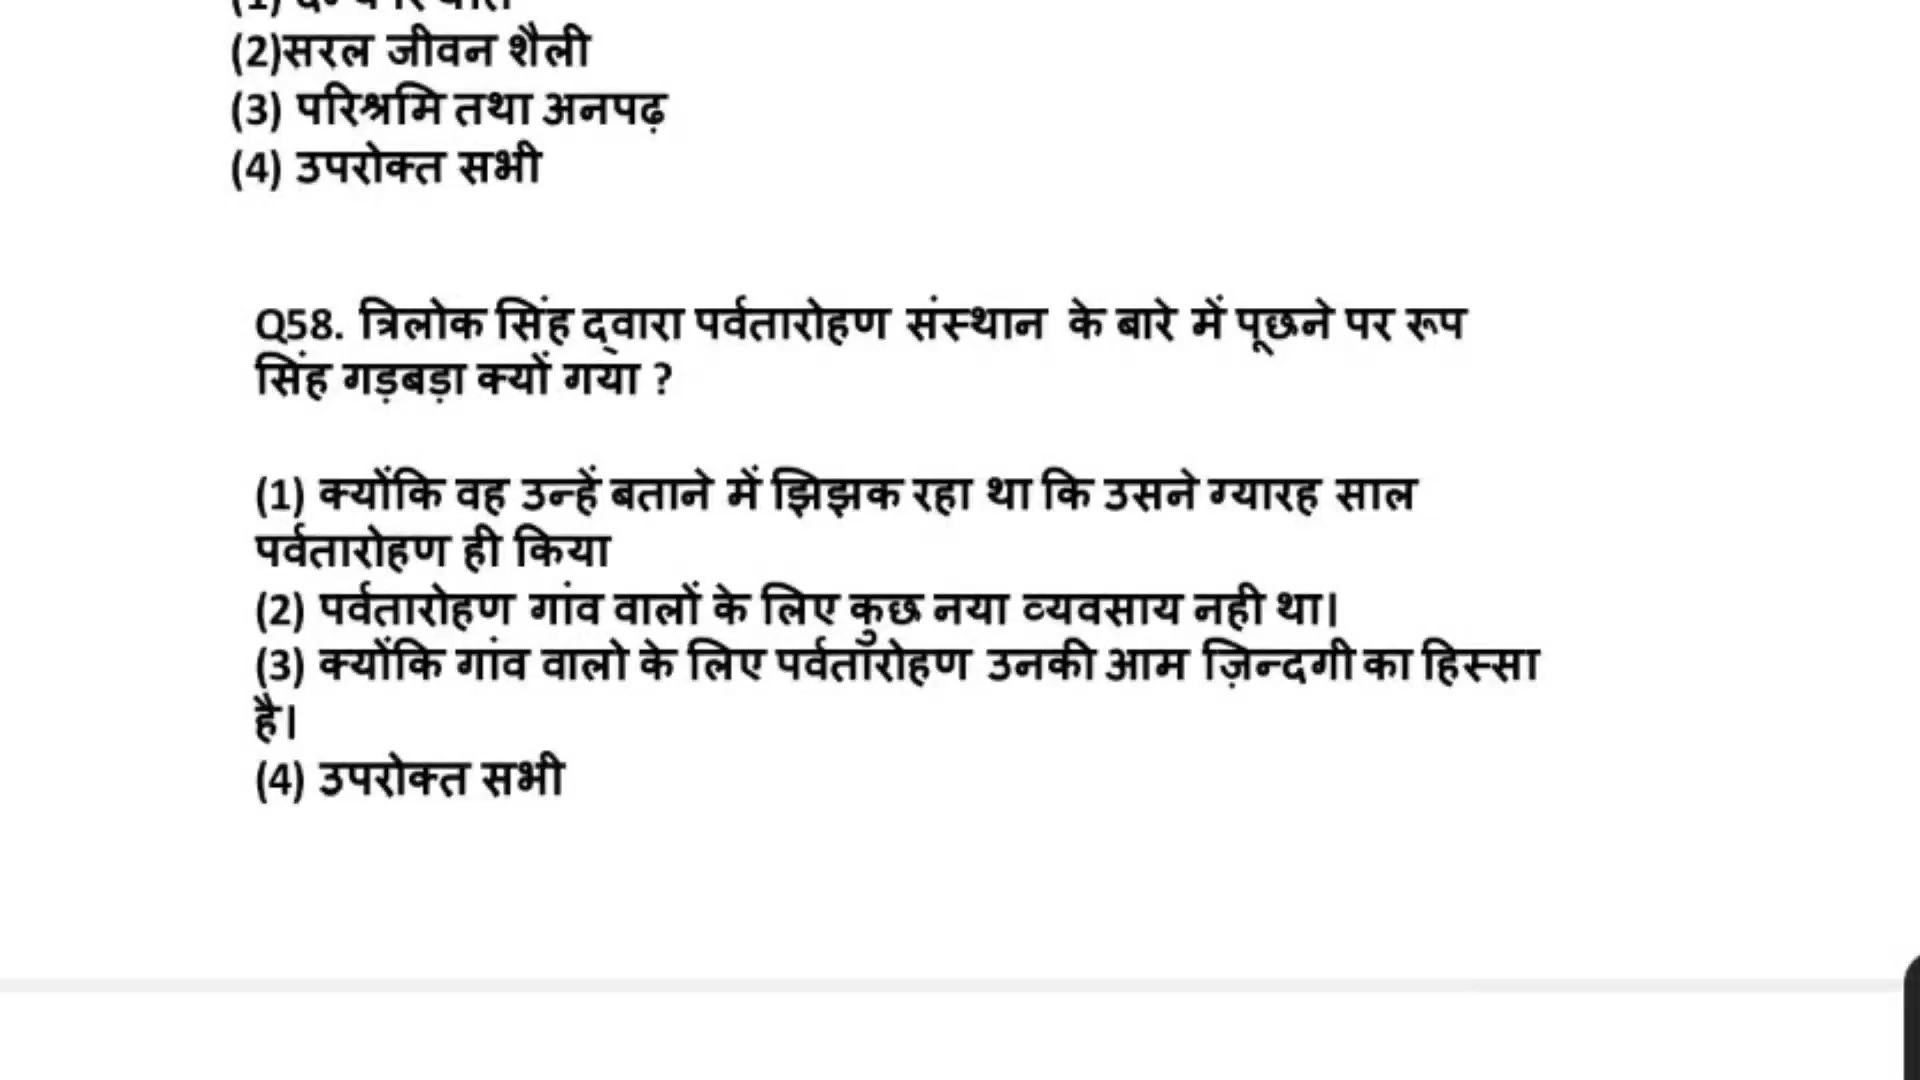 (2)सरल जीवन शैली
(3) परिश्रमि तथा अनपढ़
(4) उपरोक्त सभी
Q58. त्रिलोक सिंह द्वारा पर्वतारोहण संस्थान के बारे में पूछने पर रूप
सिंह गड़बड़ा क्यों गया ?
(1) क्योंकि वह उन्हें बताने में झिझक रहा था कि उसने ग्यारह साल
पर्वतारोहण ही किया
(2) पर्वतारोहण गांव वालों के लिए कुछ नया व्यवसाय नही था।
(3) क्योंकि गांव वालो के लिए पर्वतारोहण उनकी आम ज़िन्दगी का हिस्सा
है।
(4) उपरोक्त सभी